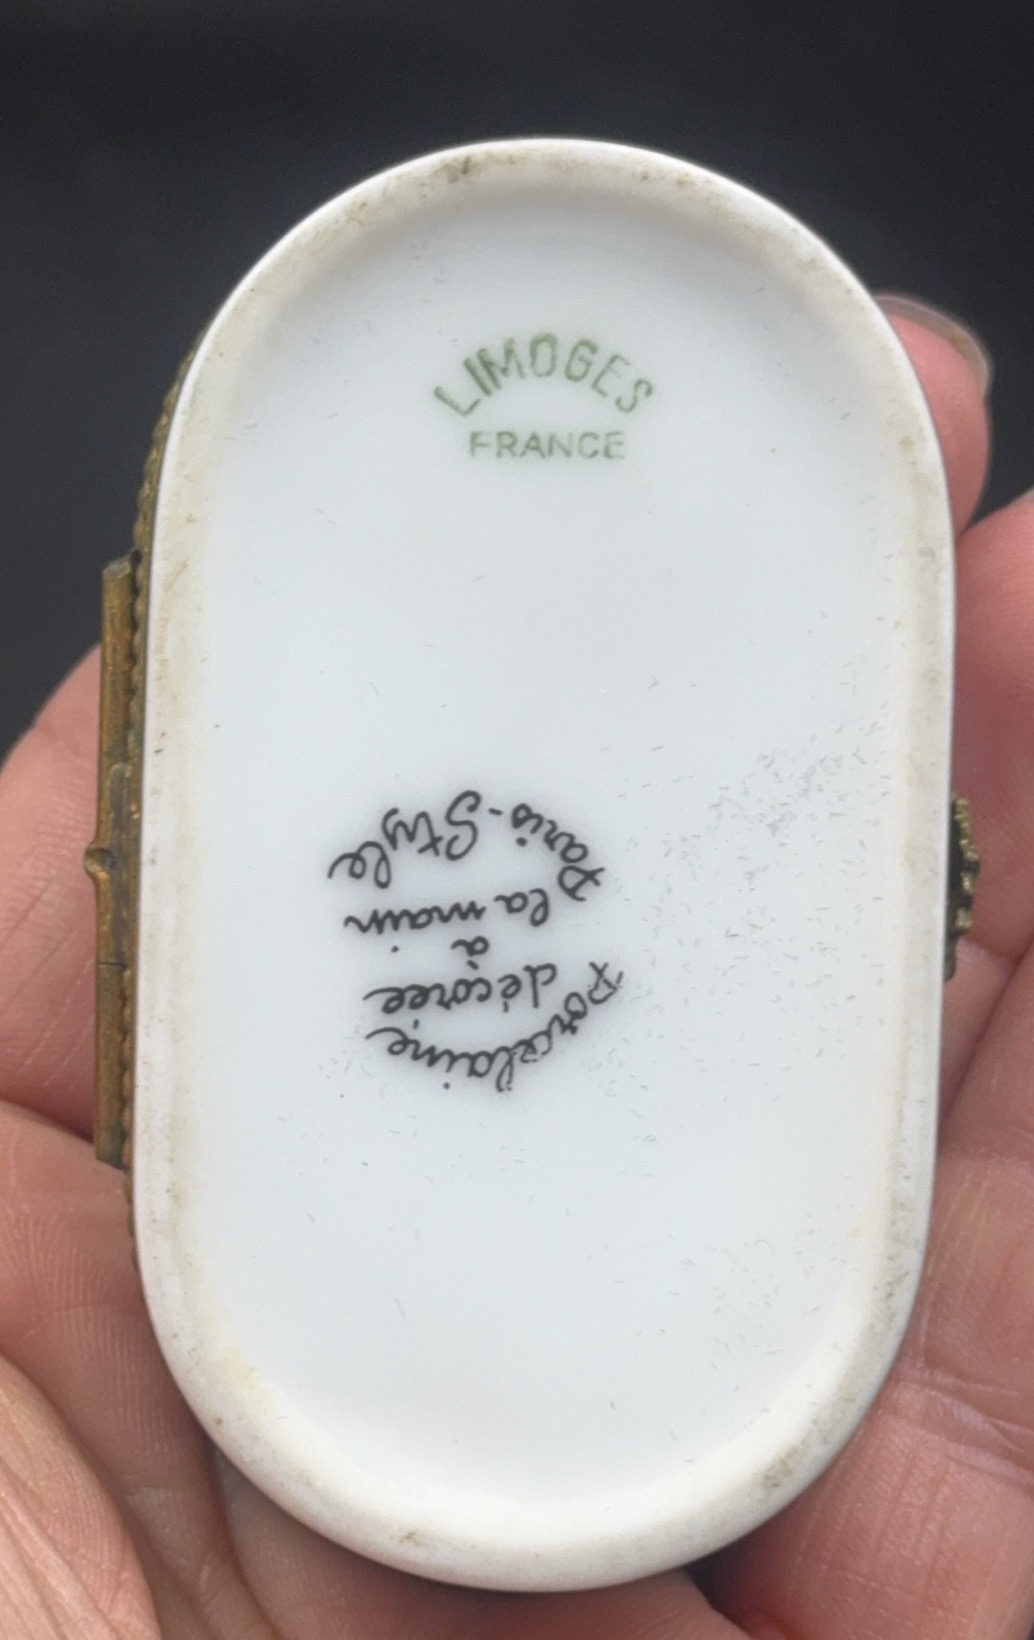 LIMOGES
FRANCE
Porcelaine
décorée
à
la main
Paris-Style